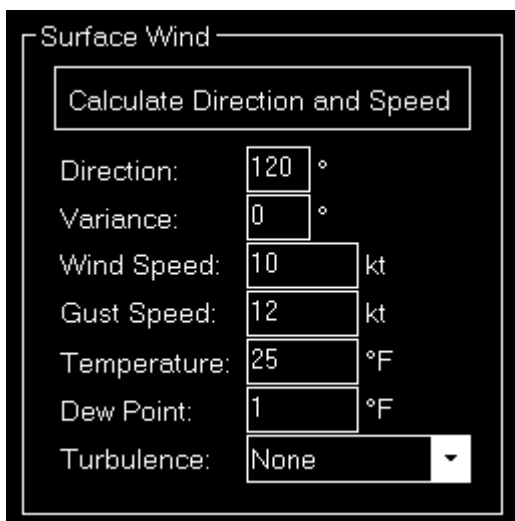 Surface Wind
Calculate Direction and Speed
Direction: 120 °
Variance: 0 °
Wind Speed: 10 kt
Gust Speed: 12 kt
Temperature: 25 °F
Dew Point: 1 °F
Turbulence: None